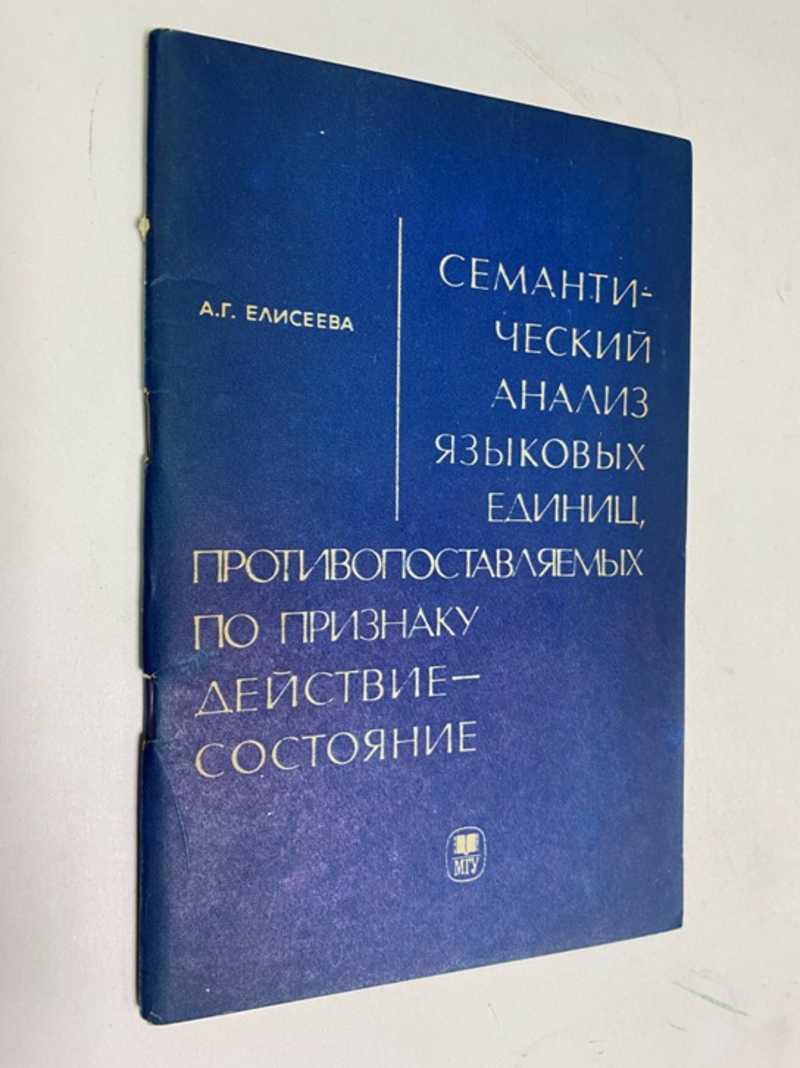 А.Г. ЕЛИСЕЕВА
СЕМАНТИ-
ЧЕСКИЙ
АНАЛИЗ
ЯЗЫКОВЫХ
ЕДИНИЦ,
ПРОТИВОПОСТАВЛЯЕМЫХ
ПО ПРИЗНАКУ
ДЕЙСТВИЕ—
СОСТОЯНИЕ
МГУ